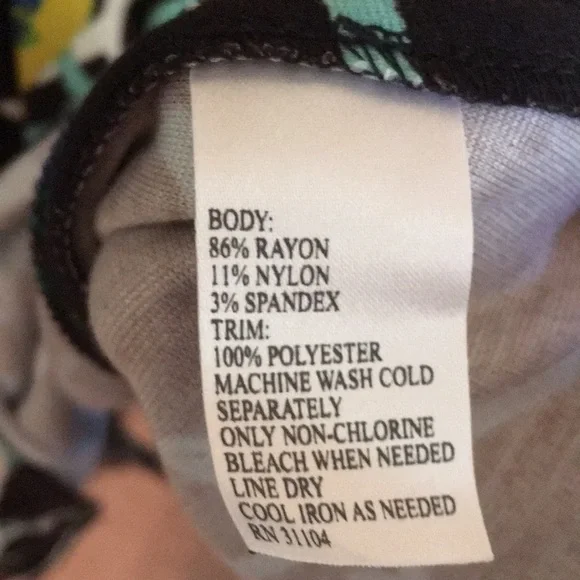 BODY:
86% RAYON
11% NYLON
3% SPANDEX
TRIM:
100% POLYESTER
MACHINE WASH COLD
SEPARATELY
ONLY NON-CHLORINE
BLEACH WHEN NEEDED
LINE DRY
COOL IRON AS NEEDED
RN 31104